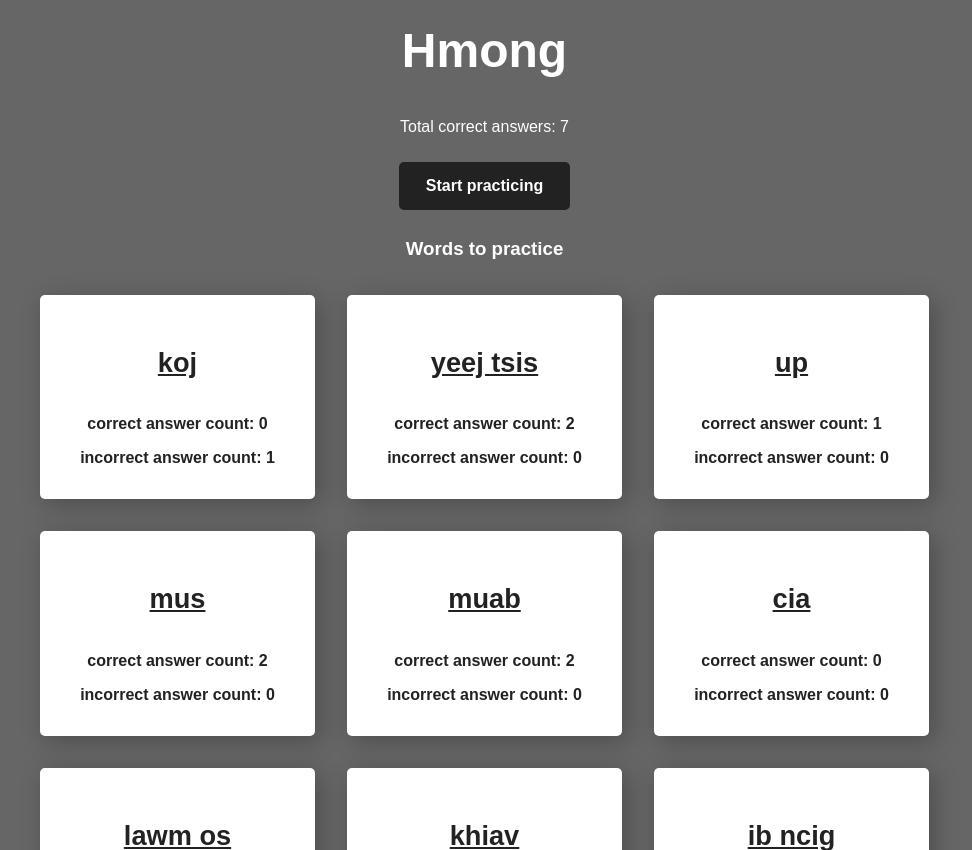 Hmong
Total correct answers: 7
Start practicing
Words to practice
koj
correct answer count: 0
incorrect answer count: 1
yeej tsis
correct answer count: 2
incorrect answer count: 0
up
correct answer count: 1
incorrect answer count: 0
mus
correct answer count: 2
incorrect answer count: 0
muab
correct answer count: 2
incorrect answer count: 0
cia
correct answer count: 0
incorrect answer count: 0
lawm os
khiav
ib ncig